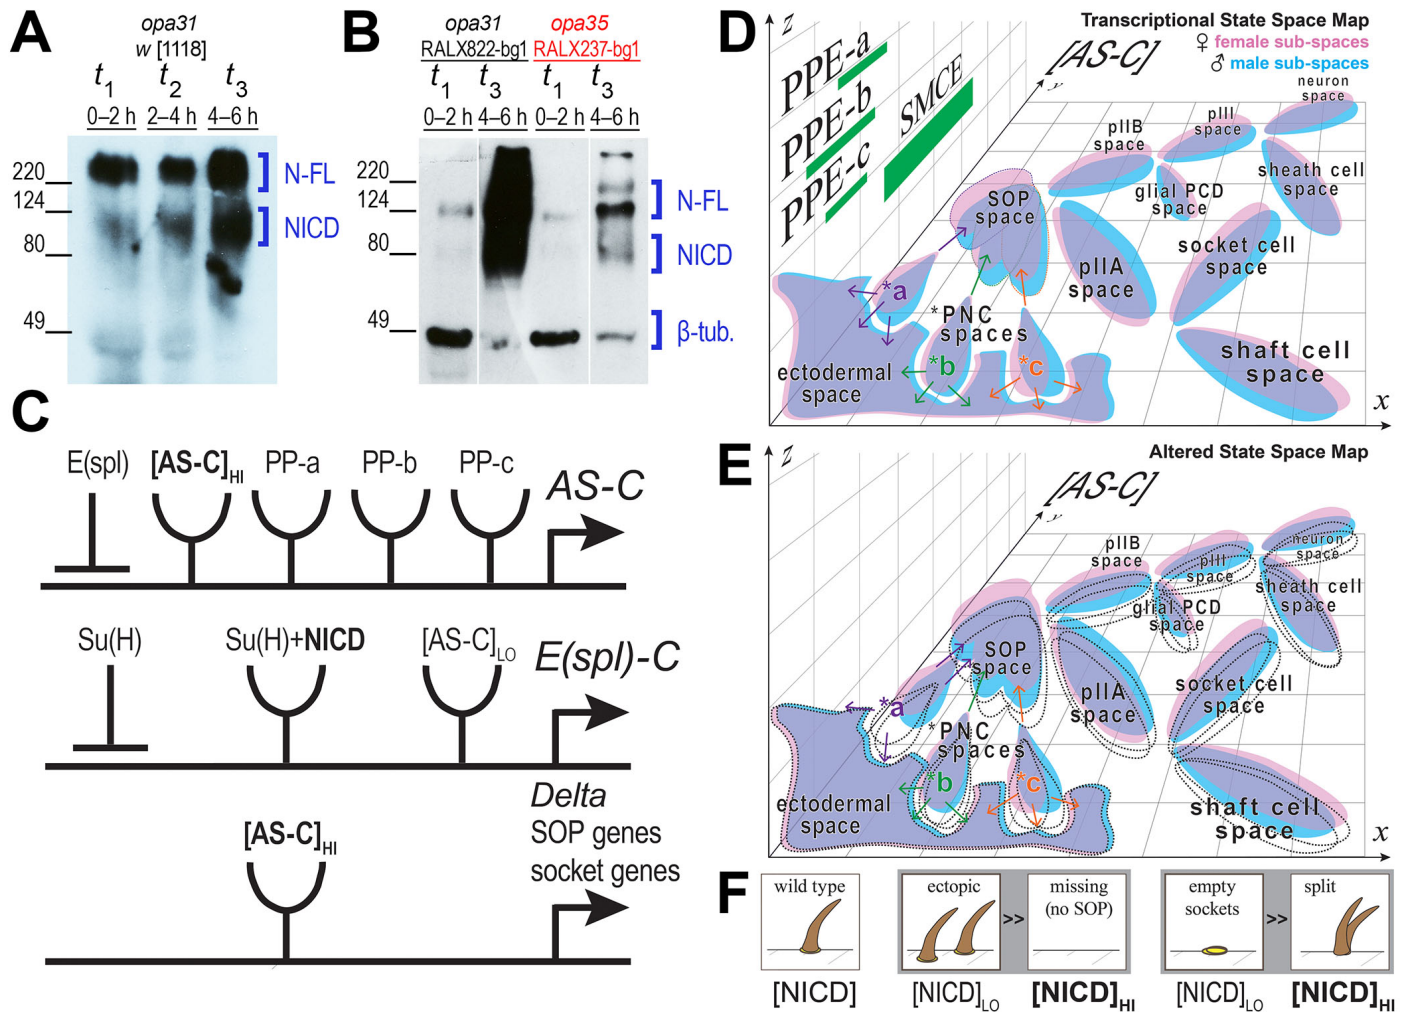 A
opa31
w [1118]
t1 t2 t3
0–2 h 2–4 h 4–6 h
220
124
80
49
N-FL
NICD
B
opa31 opa35
RALX822-bg1 RALX237-bg1
t1 t3 t1 t3
0–2 h 4–6 h 0–2 h 4–6 h
220
124
80
49
N-FL
NICD
β-tub.
C
E(spl) [AS-C]HI PP-a PP-b PP-c AS-C
Su(H) Su(H)+NICD [AS-C]LO E(spl)-C
[AS-C]HI
Delta
SOP genes
socket genes
D
Transcriptional State Space Map
♀ female sub-spaces
♂ male sub-spaces
z
[AS-C]
y
PPE-a
PPE-b
PPE-c
SMCE
neuron
space
pIII
space
pIIB
space
sheath cell
space
glial PCD
space
SOP
space
socket cell
space
pIIA
space
*a
*PNC
spaces
*b
*c
ectodermal
space
shaft cell
space
x
E
Altered State Space Map
z
[AS-C]
y
neuron
space
pIIB
space
pIII
space
sheath cell
space
glial PCD
space
SOP
space
socket cell
space
pIIA
space
*a
*PNC
spaces
*b
*c
ectodermal
space
shaft cell
space
x
F
wild type
[NICD]
ectopic
[NICD]LO
>>
missing
(no SOP)
[NICD]HI
empty
sockets
[NICD]LO
>>
split
[NICD]HI